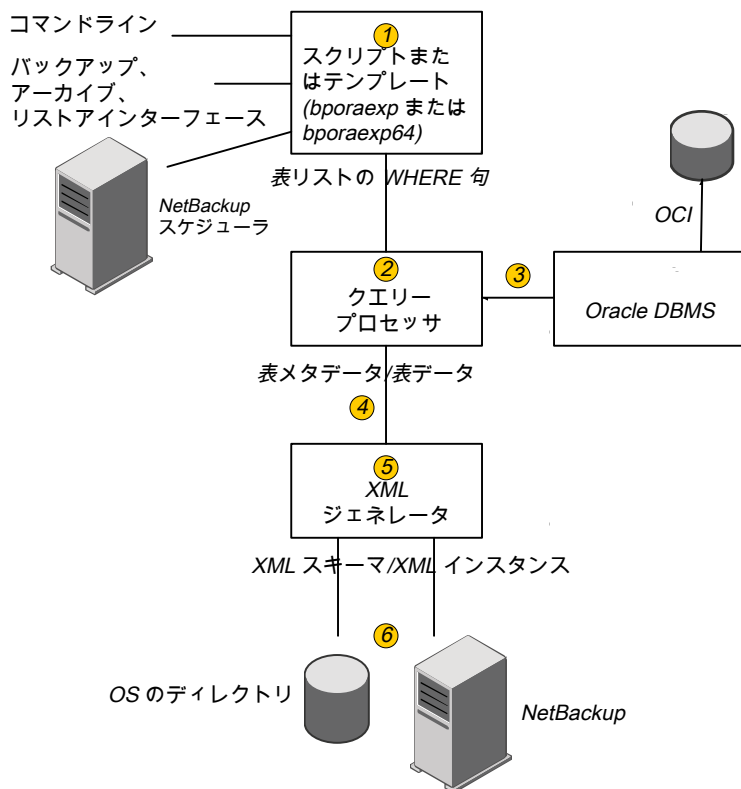 コマンドライン
バックアップ、
アーカイブ、
リストアインターフェース
NetBackup
スケジューラ
1
スクリプトまた
はテンプレート
(bporaexp または
bporaexp64)
表リストの WHERE 句
OCI
2
クエリー
プロセッサ
3
Oracle DBMS
表メタデータ/表データ
4
5
XML
ジェネレータ
XML スキーマ/XML インスタンス
6
OS のディレクトリ
NetBackup